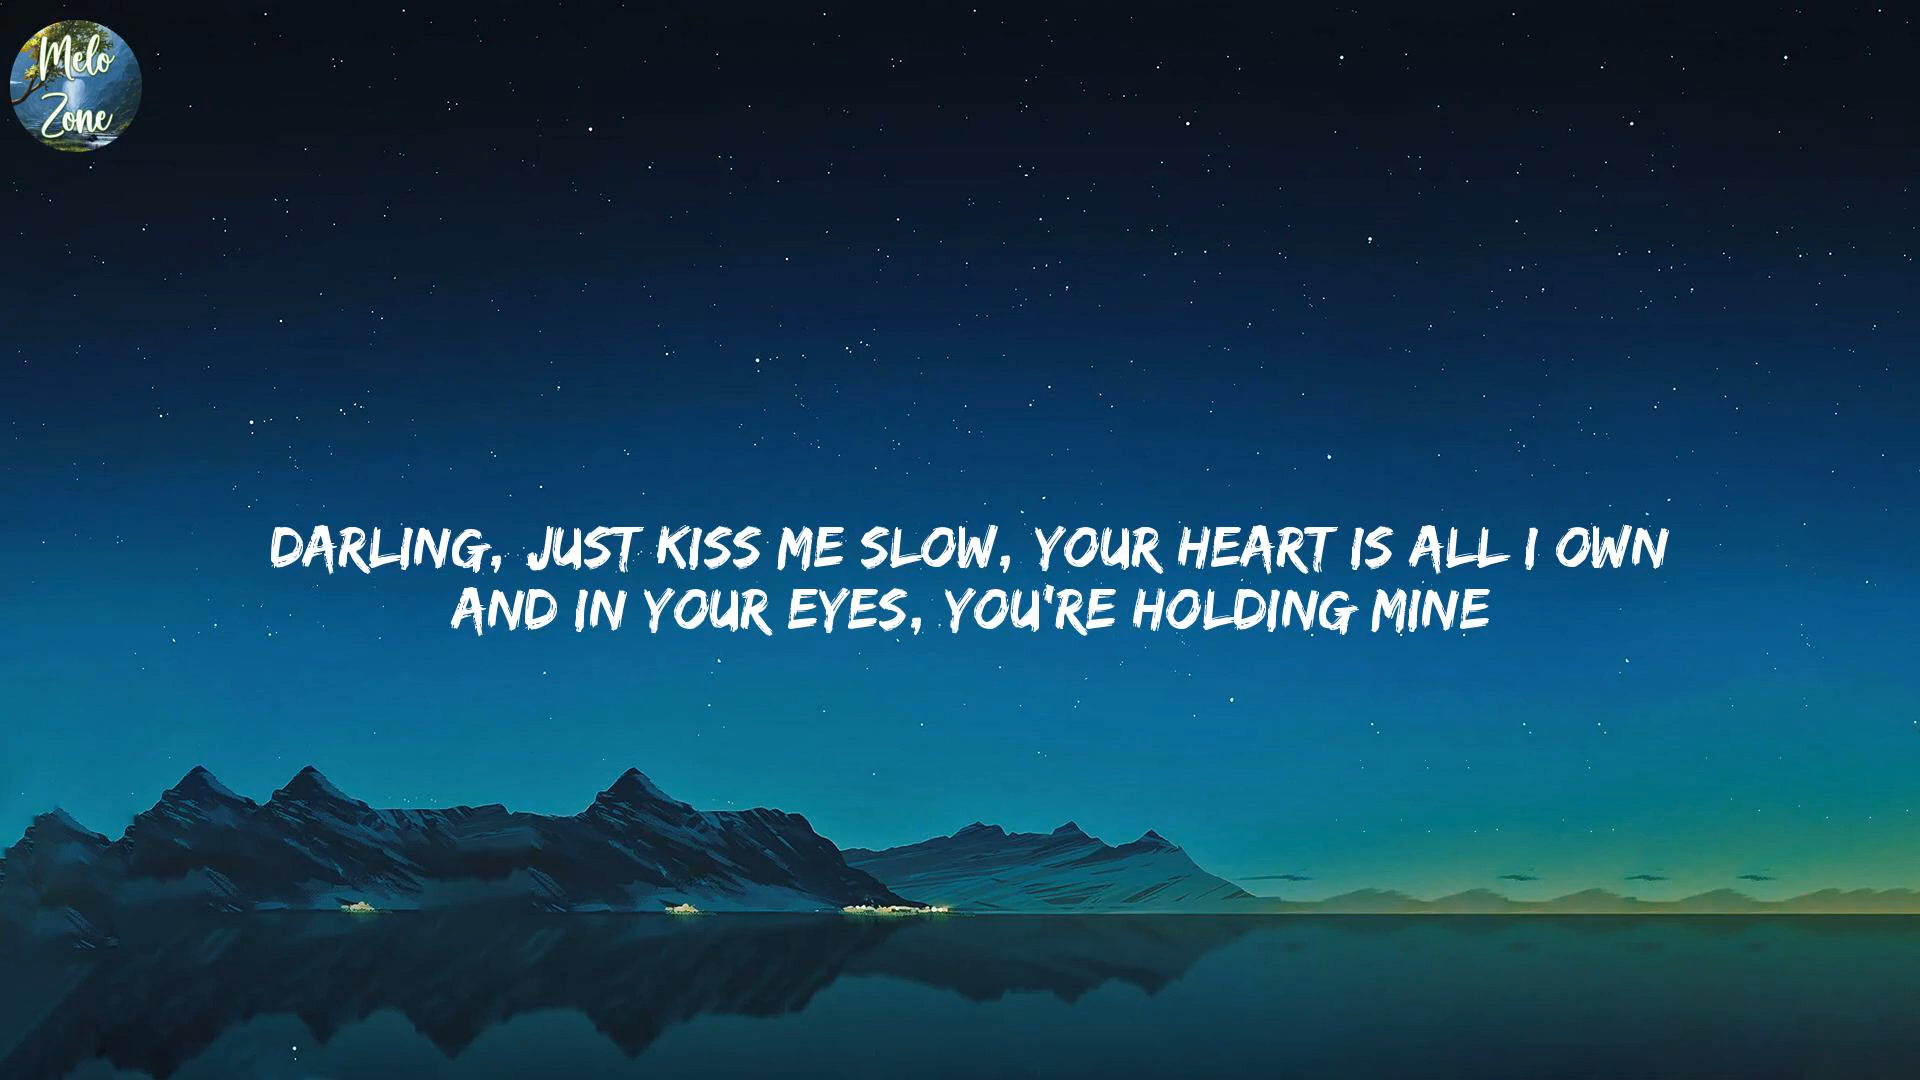 Melo
Zone
DARLING, JUST KISS ME SLOW, YOUR HEART IS ALL I OWN
AND IN YOUR EYES, YOU'RE HOLDING MINE